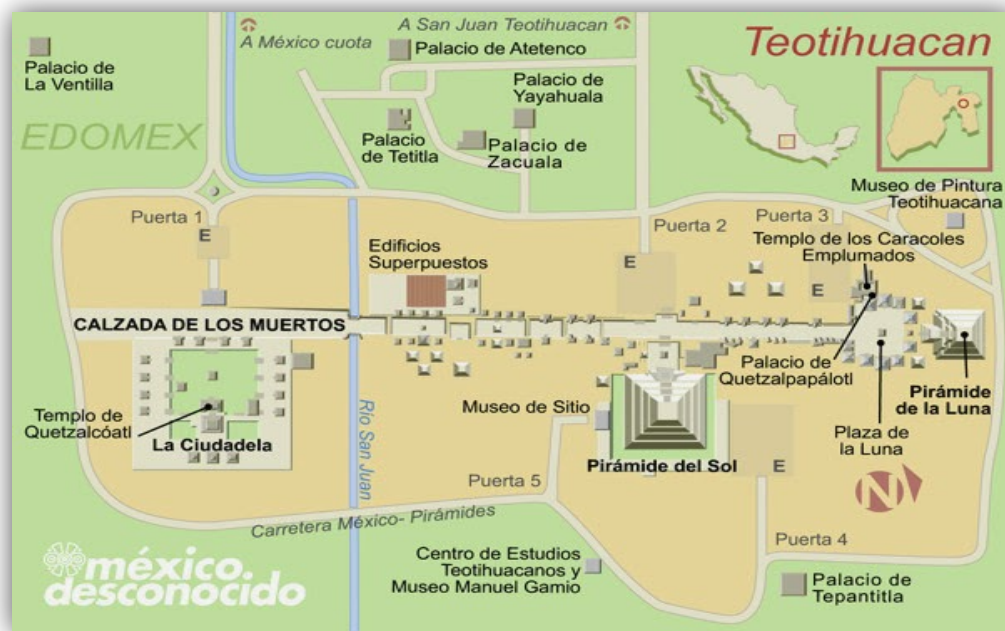 A México cuota
A San Juan Teotihuacan
Teotihuacan
Palacio de
La Ventilla
Palacio de Atetenco
Palacio de
Yayahuala
EDOMEX
Palacio
de Tetitla
Palacio de
Zacuala
Museo de Pintura
Teotihuacana
Puerta 1
E
Edificios
Superpuestos
Puerta 2
E
Puerta 3
E
Templo de los Caracoles
Emplumados
CALZADA DE LOS MUERTOS
Palacio de
Quetzalpapálotl
Pirámide
de la Luna
Plaza de
la Luna
Templo de
Quetzalcóatl
La Ciudadela
Río San Juan
Museo de Sitio
Pirámide del Sol
E
N
Puerta 5
Carretera México- Pirámides
Puerta 4
Centro de Estudios
Teotihuacanos y
Museo Manuel Gamio
Palacio de
Tepantitla
méxico
desconocido